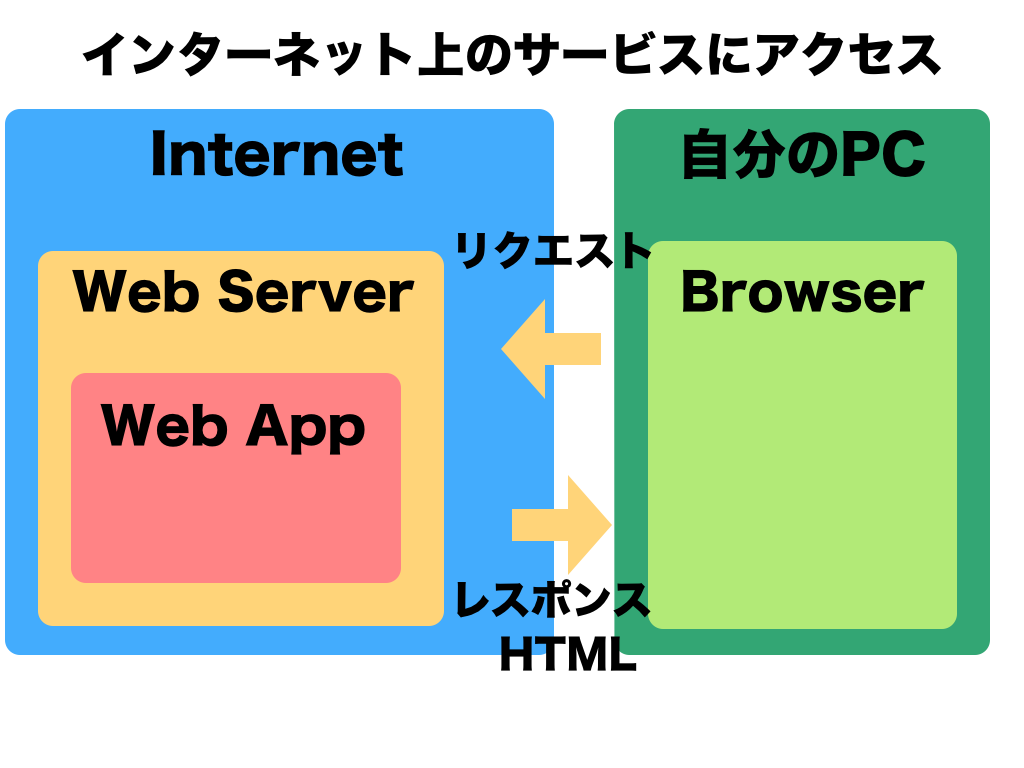 インターネット上のサービスにアクセス
Internet
自分のPC
リクエスト
Web Server
Browser
Web App
レスポンス
HTML